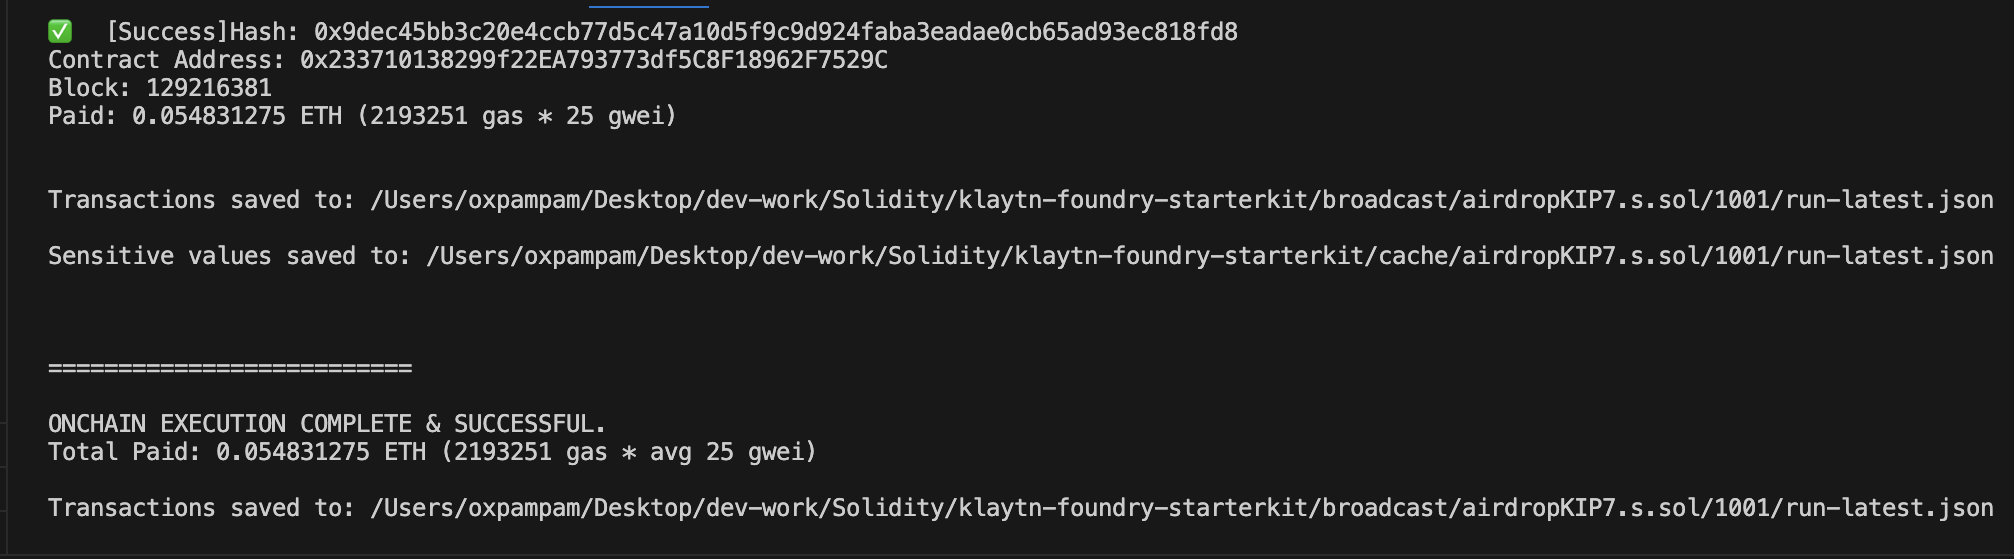 ✅  [Success]Hash: 0x9dec45bb3c20e4ccb77d5c47a10d5f9c9d924faba3eadae0cb65ad93ec818fd8
Contract Address: 0x233710138299f22EA793773df5C8F18962F7529C
Block: 129216381
Paid: 0.054831275 ETH (2193251 gas * 25 gwei)
Transactions saved to: /Users/oxpampam/Desktop/dev-work/Solidity/klaytn-foundry-starterkit/broadcast/airdropKIP7.s.sol/1001/run-latest.json
Sensitive values saved to: /Users/oxpampam/Desktop/dev-work/Solidity/klaytn-foundry-starterkit/cache/airdropKIP7.s.sol/1001/run-latest.json
==========================
ONCHAIN EXECUTION COMPLETE & SUCCESSFUL.
Total Paid: 0.054831275 ETH (2193251 gas * avg 25 gwei)
Transactions saved to: /Users/oxpampam/Desktop/dev-work/Solidity/klaytn-foundry-starterkit/broadcast/airdropKIP7.s.sol/1001/run-latest.json